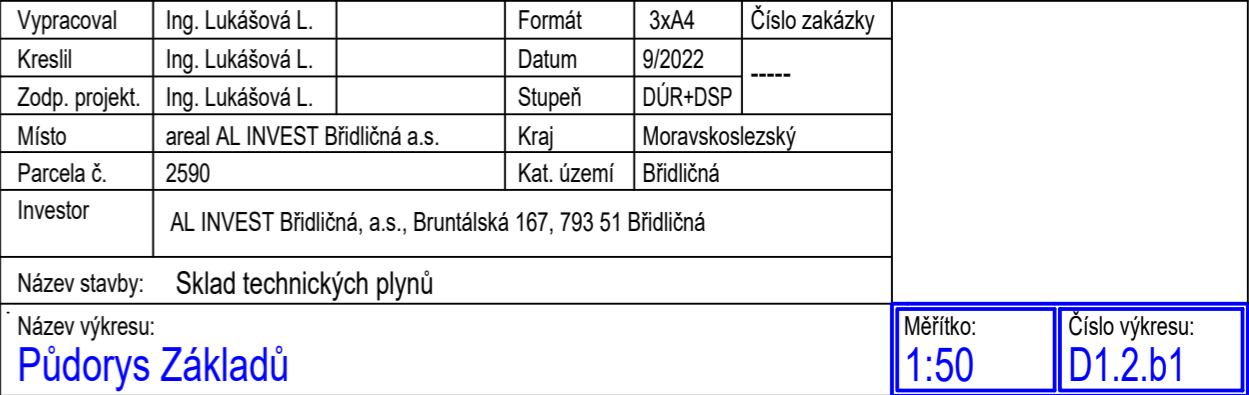 Vypracoval Ing. Lukášová L. Formát 3xA4 Číslo zakázky
Kreslil Ing. Lukášová L. Datum 9/2022
-----
Zodp. projekt. Ing. Lukášová L. Stupeň DÚR+DSP
Místo areal AL INVEST Břidličná a.s. Kraj Moravskoslezský
Parcela č. 2590 Kat. území Břidličná
Investor AL INVEST Břidličná, a.s., Bruntálská 167, 793 51 Břidličná
Název stavby: Sklad technických plynů
Název výkresu: Měřítko: Číslo výkresu:
Půdorys Základů 1:50 D1.2.b1